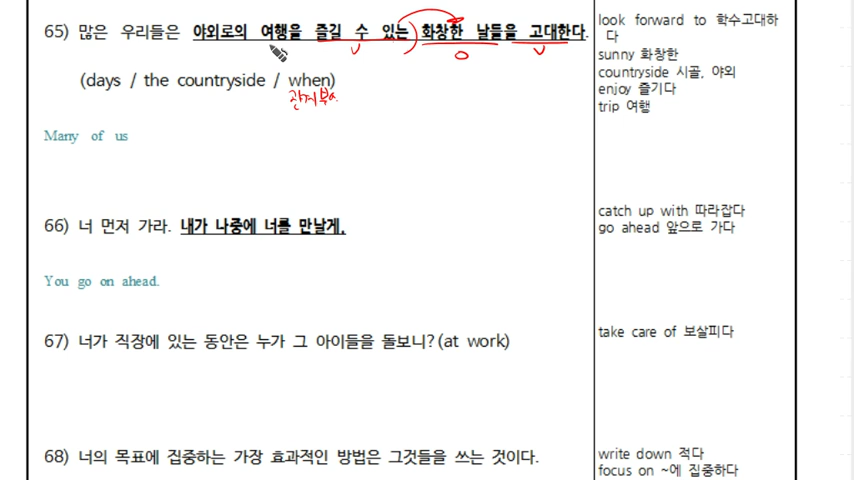 65) 많은 우리들은 야외로의 여행을 즐길 수 있는 화창한 날들을 고대한다.
(days / the countryside / when)
관계부사
Many of us
look forward to 학수고대하
다
sunny 화창한
countryside 시골, 야외
enjoy 즐기다
trip 여행
66) 너 먼저 가라. 내가 나중에 너를 만날게.
You go on ahead.
catch up with 따라잡다
go ahead 앞으로 가다
67) 너가 직장에 있는 동안은 누가 그 아이들을 돌보니?(at work)
take care of 보살피다
68) 너의 목표에 집중하는 가장 효과적인 방법은 그것들을 쓰는 것이다.
write down 적다
focus on ~에 집중하다